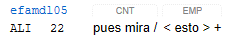 efamdl05 CNT EMP
ALI 22 pues mira / < esto > +